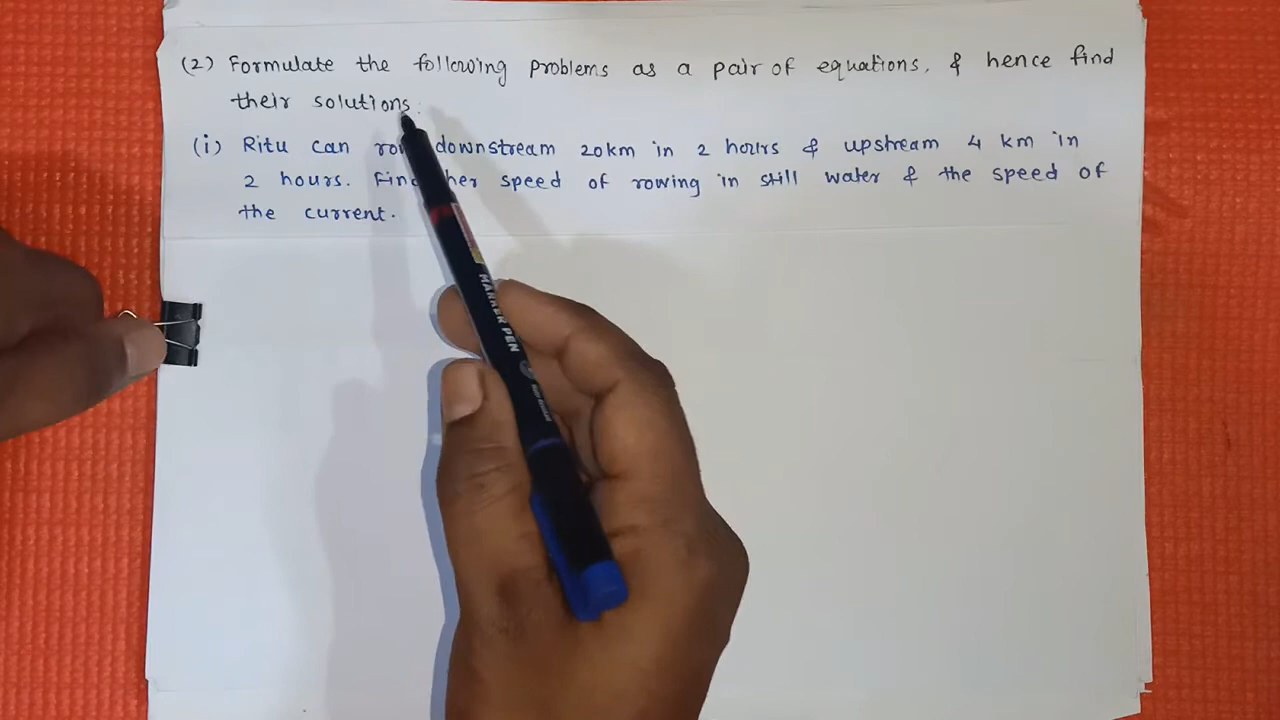 (2) Formulate the following problems as a pair of equations, & hence find
their solutions.
(i) Ritu can downstream 20km in 2 hours & upstream 4 km in
2 hours. her speed of rowing in still water & the speed of
the current.
MARKER PEN